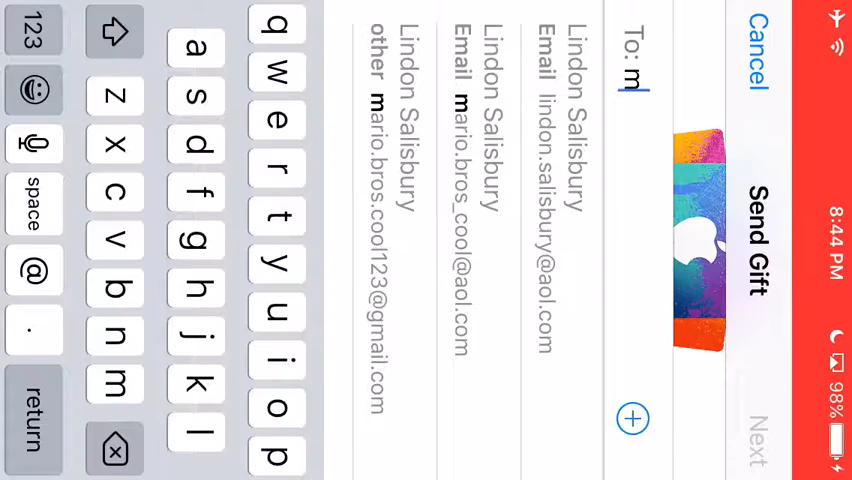 8:44 PM 98%
Cancel Send Gift Next
To: m
Lindon Salisbury
Email lindon.salisbury@aol.com
Lindon Salisbury
Email mario.bros_cool@aol.com
Lindon Salisbury
other mario.bros.cool123@gmail.com
q w e r t y u i o p
a s d f g h j k l
z x c v b n m
123 space @ . return